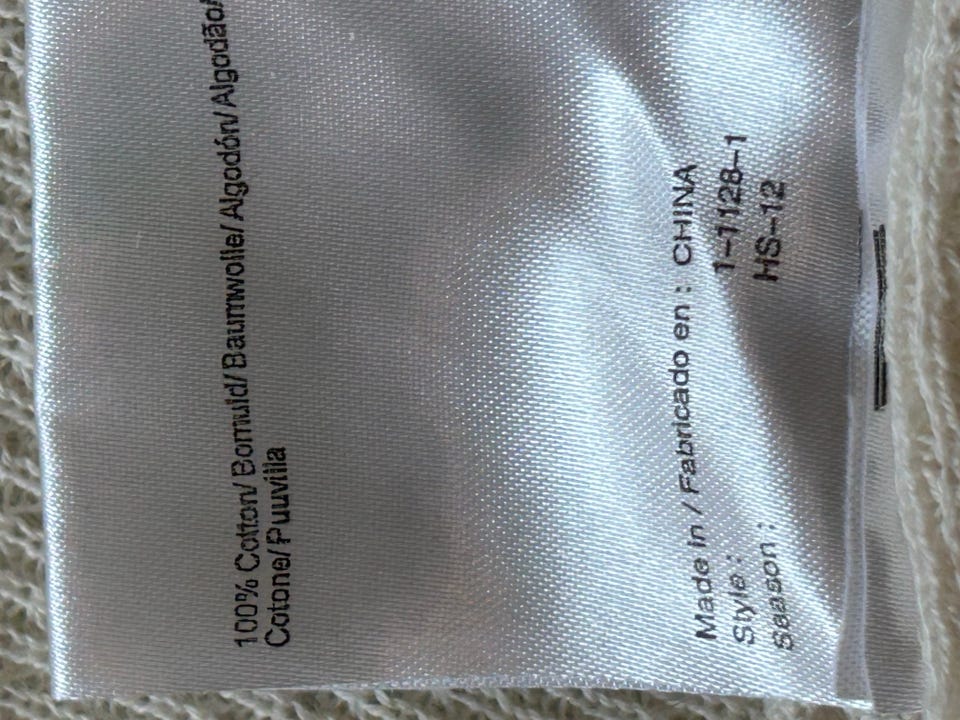 100% Cotton/ Bomuld/ Baumwolle/ Algodón/ Algodão/
Cotone/ Puuvilla
Made in / Fabricado en : CHINA
Style : 1-1128-1
Season : HS-12